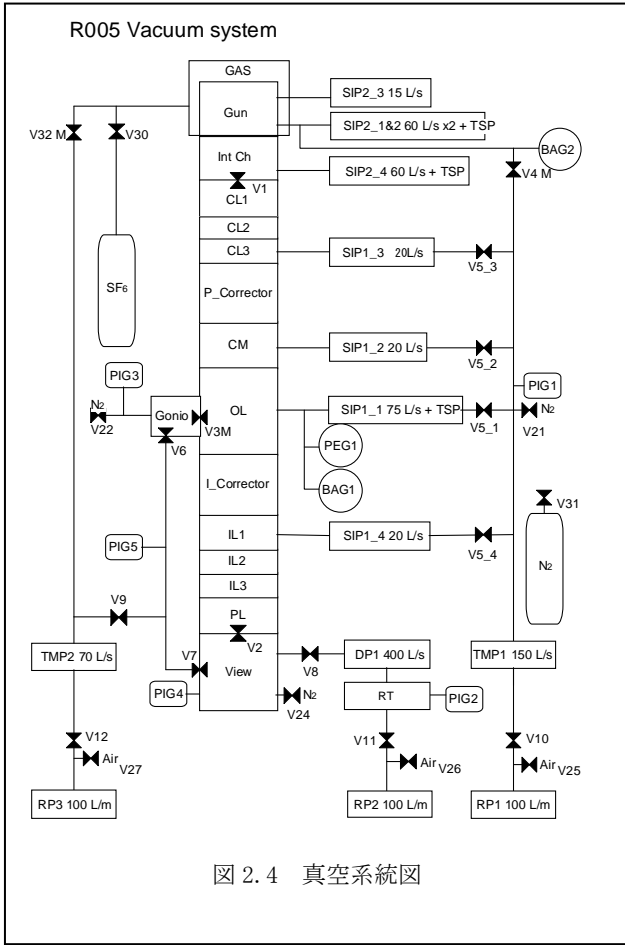 R005 Vacuum system
GAS
Gun
SIP2_3 15 L/s
SIP2_1&2 60 L/s x2 + TSP
V32 M
V30
BAG2
Int Ch
V1
SIP2_4 60 L/s + TSP
V4 M
CL1
CL2
CL3
SIP1_3 20L/s
V5_3
SF6
P_Corrector
CM
SIP1_2 20 L/s
V5_2
PIG3
PIG1
N2
V22
Gonio
V3M
OL
SIP1_1 75 L/s + TSP
V5_1
N2
V21
V6
PEG1
BAG1
I_Corrector
V31
PIG5
IL1
SIP1_4 20 L/s
V5_4
N2
IL2
IL3
V9
PL
V2
TMP2 70 L/s
V7
View
V8
DP1 400 L/s
TMP1 150 L/s
PIG4
N2
V24
RT
PIG2
V12
Air
V27
V11
Air
V26
V10
Air
V25
RP3 100 L/m
RP2 100 L/m
RP1 100 L/m
図 2.4 真空系統図